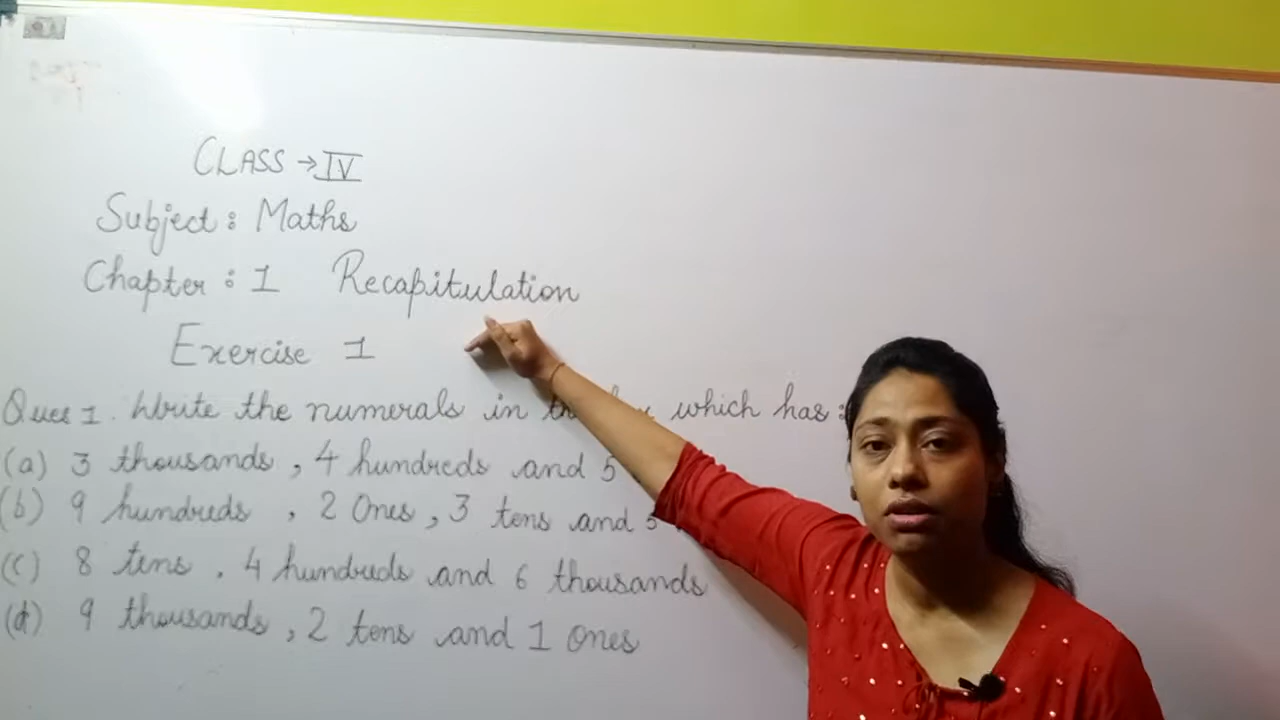 CLASS → IV
Subject : Maths
Chapter : 1 Recapitulation
Exercise 1
Ques 1. Write the numerals in which has :
(a) 3 thousands, 4 hundreds and 5
(b) 9 hundreds, 2 Ones, 3 tens and 5
(c) 8 tens, 4 hundreds and 6 thousands
(d) 9 thousands, 2 tens and 1 Ones